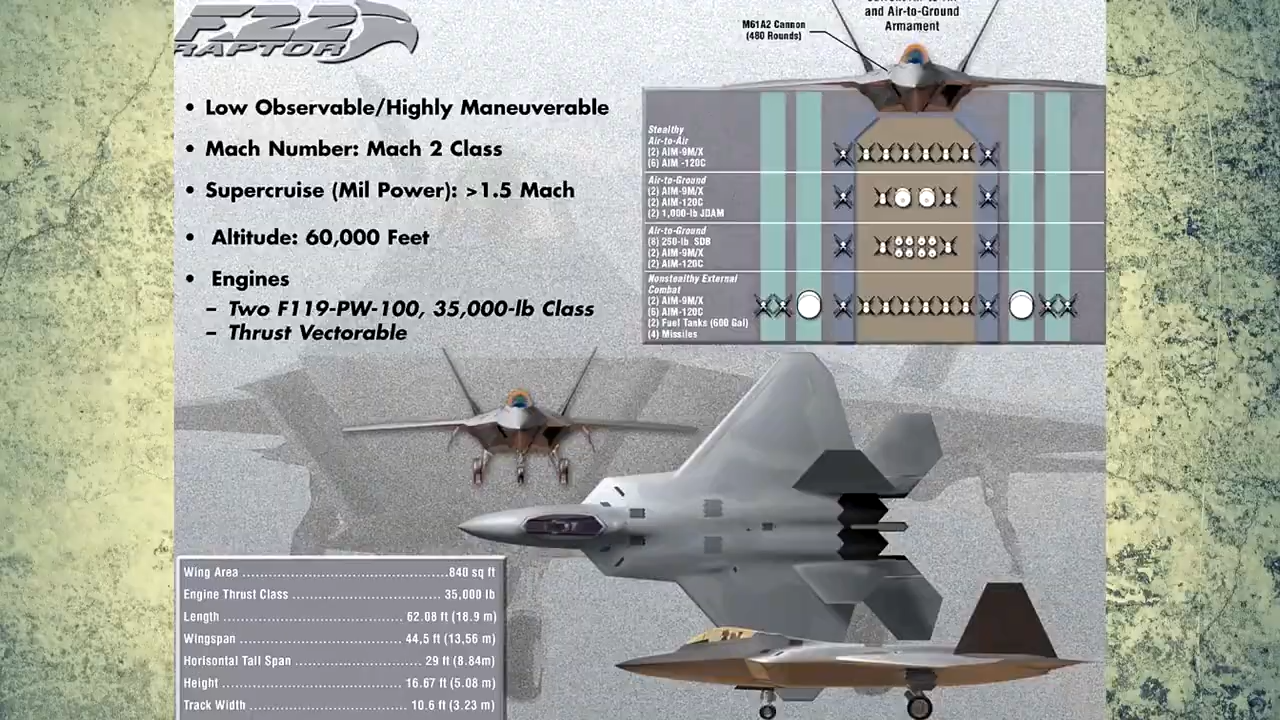 F22
RAPTOR
• Low Observable/Highly Maneuverable
• Mach Number: Mach 2 Class
• Supercruise (Mil Power): >1.5 Mach
• Altitude: 60,000 Feet
• Engines
– Two F119-PW-100, 35,000-lb Class
– Thrust Vectorable
and Air-to-Ground
Armament
M61A2 Cannon
(480 Rounds)
Stealthy
Air-to-Air
(2) AIM-9M/X
(6) AIM -120C
Air-to-Ground
(2) AIM-9M/X
(2) AIM-120C
(2) 1,000-lb JDAM
Air-to-Ground
(8) 250-lb SDB
(2) AIM-9M/X
(2) AIM-120C
Nonstealthy External
Combat
(2) AIM-9M/X
(6) AIM-120C
(2) Fuel Tanks (600 Gal)
(4) Missiles
Wing Area 840 sq ft
Engine Thrust Class 35,000 lb
Length 62.08 ft (18.9 m)
Wingspan 44.5 ft (13,56 m)
Horisontal Tall Span 29 ft (8.84m)
Height 16.67 ft (5.08 m)
Track Width 10.6 ft (3.23 m)